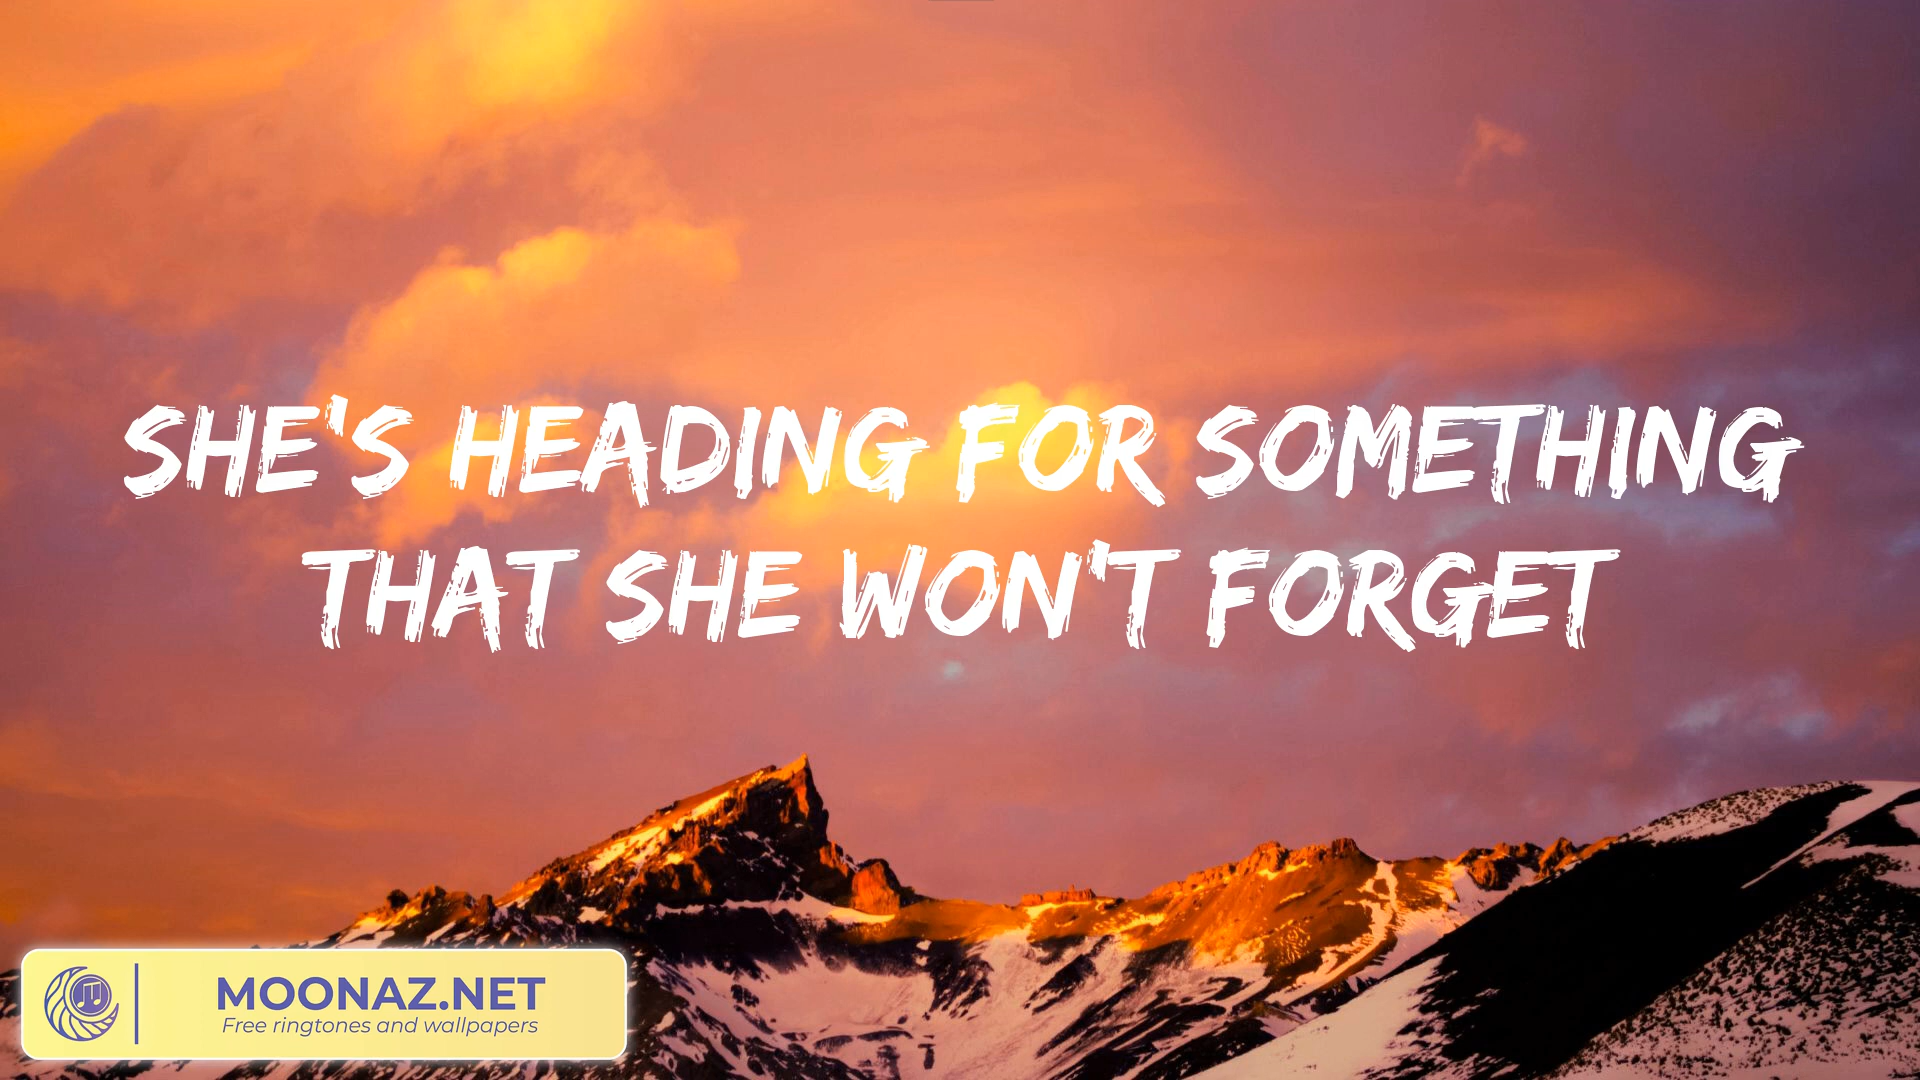 SHE'S HEADING FOR SOMETHING
THAT SHE WON'T FORGET
MOONAZ.NET
Free ringtones and wallpapers